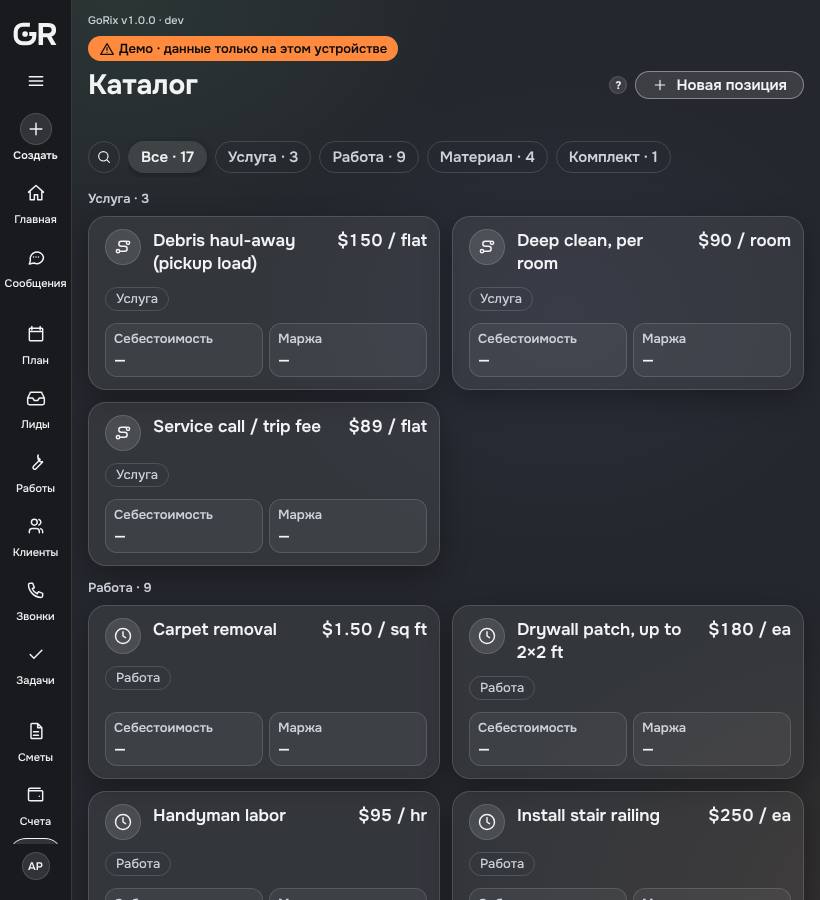 GR
GoRix v1.0.0 · dev
Демо · данные только на этом устройстве
Каталог
?
Новая позиция
Создать
Главная
Сообщения
План
Лиды
Работы
Клиенты
Звонки
Задачи
Сметы
Счета
AP
Все · 17
Услуга · 3
Работа · 9
Материал · 4
Комплект · 1
Услуга · 3
Debris haul-away
(pickup load)
$150 / flat
Услуга
Себестоимость
—
Маржа
—
Deep clean, per
room
$90 / room
Услуга
Себестоимость
—
Маржа
—
Service call / trip fee
$89 / flat
Услуга
Себестоимость
—
Маржа
—
Работа · 9
Carpet removal
$1.50 / sq ft
Работа
Себестоимость
—
Маржа
—
Drywall patch, up to
2×2 ft
$180 / ea
Работа
Себестоимость
—
Маржа
—
Handyman labor
$95 / hr
Работа
Install stair railing
$250 / ea
Работа